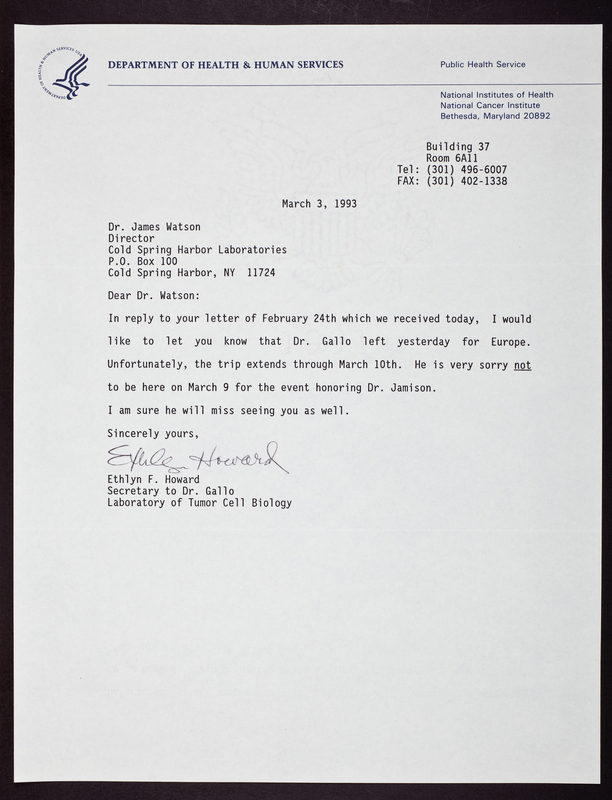 DEPARTMENT OF HEALTH & HUMAN SERVICES
Public Health Service
National Institutes of Health
National Cancer Institute
Bethesda, Maryland 20892
Building 37
Room 6A11
Tel: (301) 496-6007
FAX: (301) 402-1338
March 3, 1993
Dr. James Watson
Director
Cold Spring Harbor Laboratories
P.O. Box 100
Cold Spring Harbor, NY 11724
Dear Dr. Watson:
In reply to your letter of February 24th which we received today, I would
like to let you know that Dr. Gallo left yesterday for Europe.
Unfortunately, the trip extends through March 10th. He is very sorry not
to be here on March 9 for the event honoring Dr. Jamison.
I am sure he will miss seeing you as well.
Sincerely yours,
Ethlyn Howard
Ethlyn F. Howard
Secretary to Dr. Gallo
Laboratory of Tumor Cell Biology